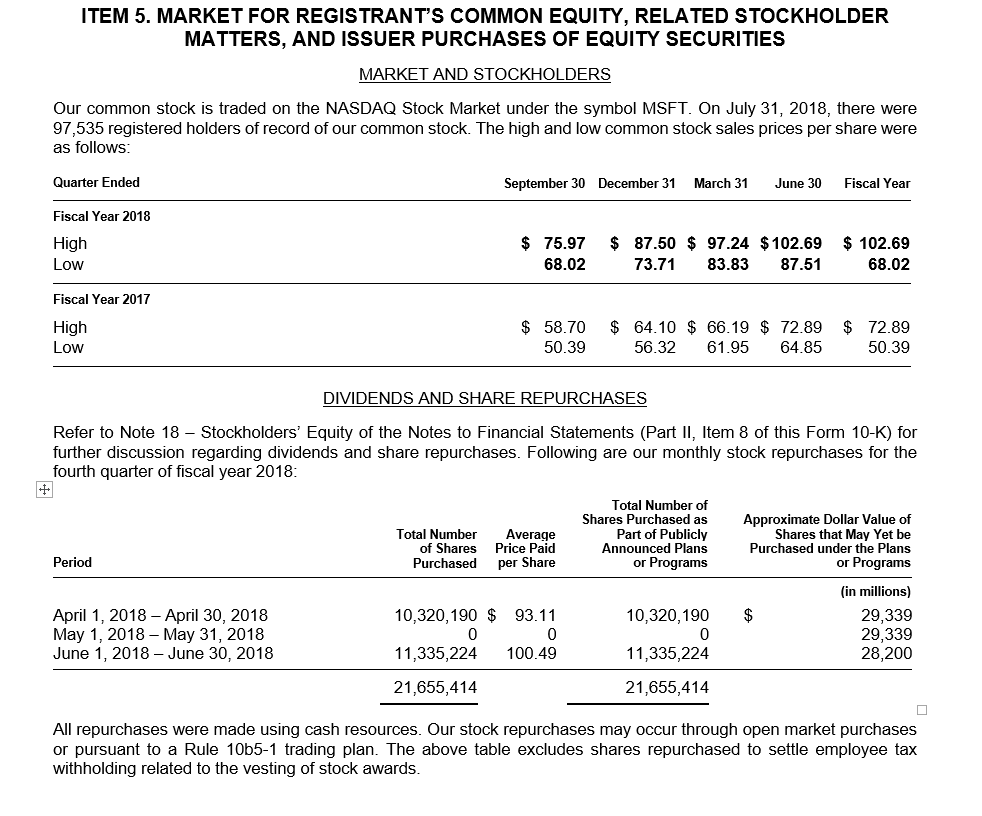 ITEM 5. MARKET FOR REGISTRANT’S COMMON EQUITY, RELATED STOCKHOLDER
MATTERS, AND ISSUER PURCHASES OF EQUITY SECURITIES
MARKET AND STOCKHOLDERS
Our common stock is traded on the NASDAQ Stock Market under the symbol MSFT. On July 31, 2018, there were
97,535 registered holders of record of our common stock. The high and low common stock sales prices per share were
as follows:
Quarter Ended September 30 December 31 March 31 June 30 Fiscal Year
Fiscal Year 2018
High $ 75.97 $ 87.50 $ 97.24 $ 102.69 $ 102.69
Low 68.02 73.71 83.83 87.51 68.02
Fiscal Year 2017
High $ 58.70 $ 64.10 $ 66.19 $ 72.89 $ 72.89
Low 50.39 56.32 61.95 64.85 50.39
DIVIDENDS AND SHARE REPURCHASES
Refer to Note 18 – Stockholders’ Equity of the Notes to Financial Statements (Part II, Item 8 of this Form 10-K) for
further discussion regarding dividends and share repurchases. Following are our monthly stock repurchases for the
fourth quarter of fiscal year 2018:
Period
Total Number
of Shares
Purchased
Average
Price Paid
per Share
Total Number of
Shares Purchased as
Part of Publicly
Announced Plans
or Programs
Approximate Dollar Value of
Shares that May Yet be
Purchased under the Plans
or Programs
(in millions)
April 1, 2018 – April 30, 2018 10,320,190 $ 93.11 10,320,190 $ 29,339
May 1, 2018 – May 31, 2018 0 0 0 29,339
June 1, 2018 – June 30, 2018 11,335,224 100.49 11,335,224 28,200
21,655,414 21,655,414
All repurchases were made using cash resources. Our stock repurchases may occur through open market purchases
or pursuant to a Rule 10b5-1 trading plan. The above table excludes shares repurchased to settle employee tax
withholding related to the vesting of stock awards.